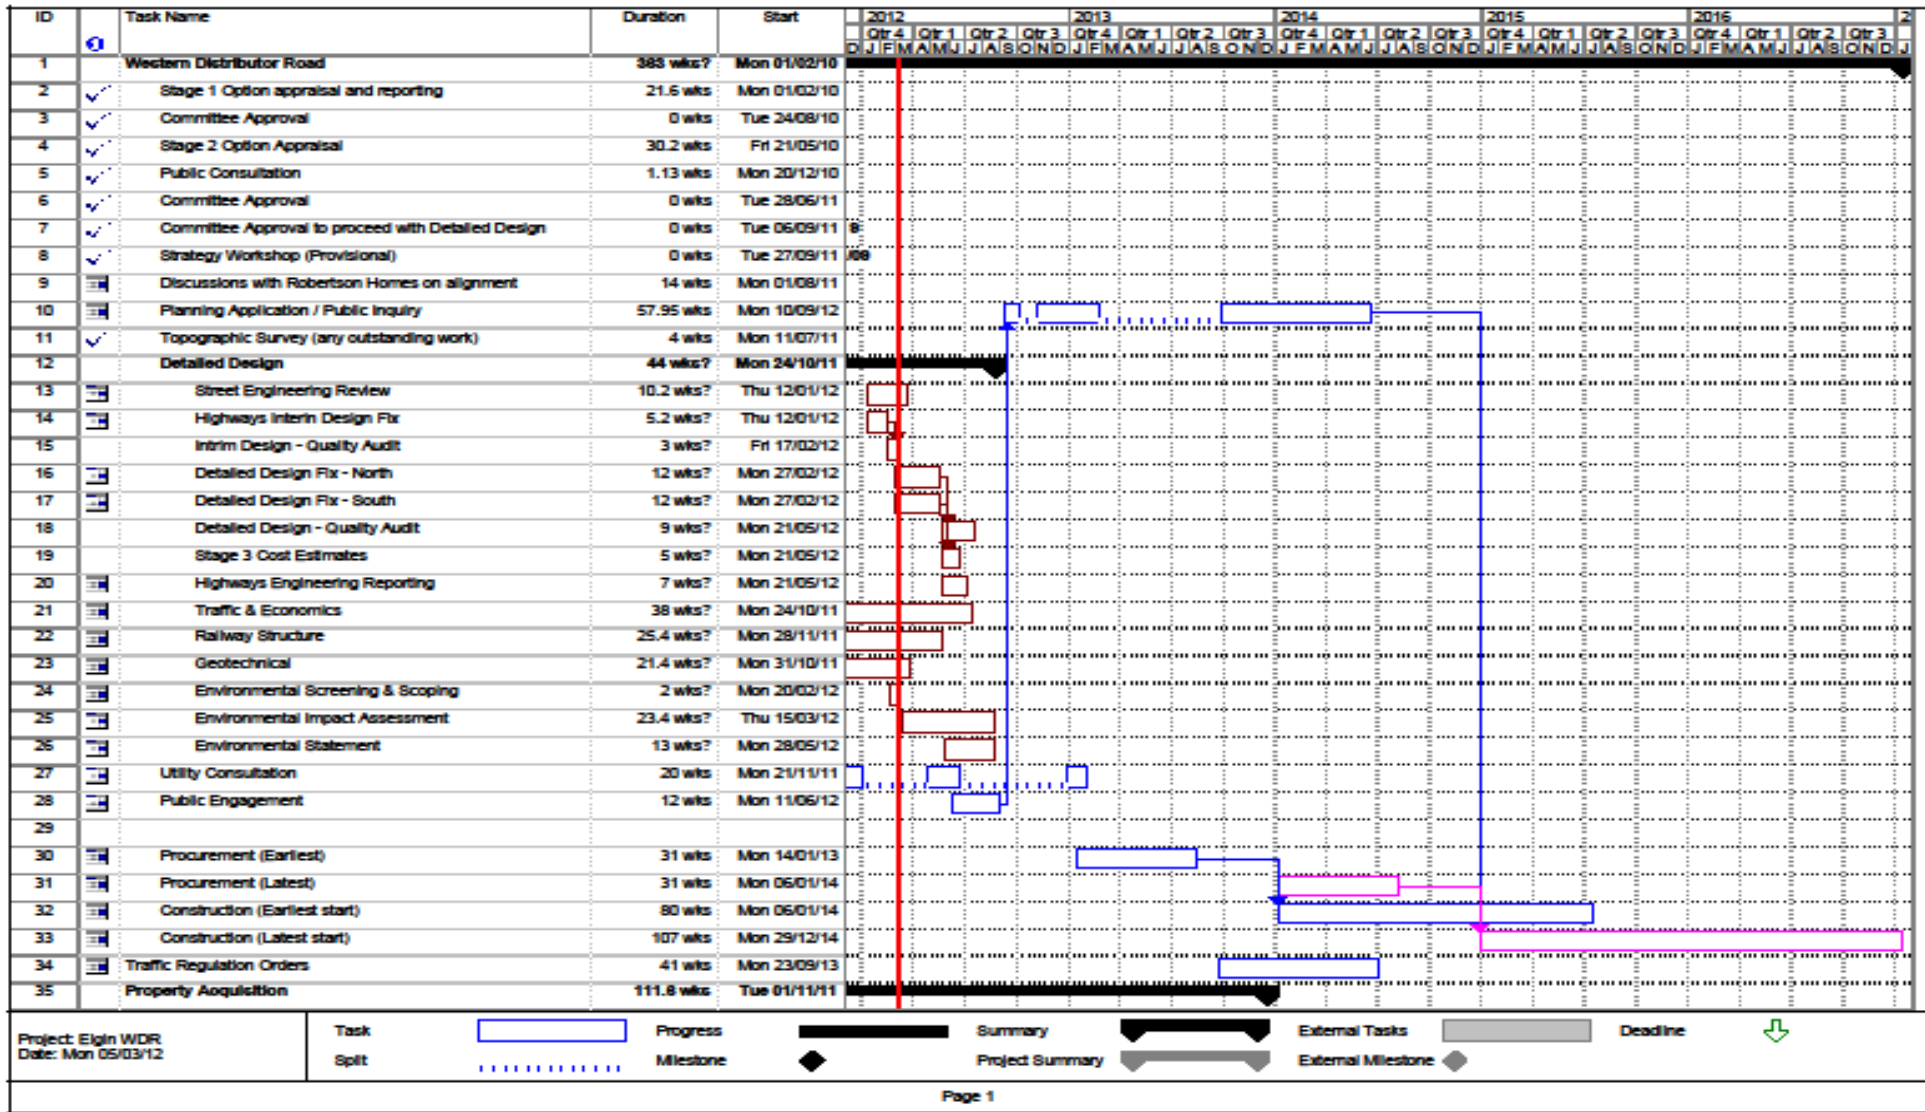 ID Task Name Duration Start 2012 2013 2014 2015 2016 2
Qtr 4 Qtr 1 Qtr 2 Qtr 3 Qtr 4 Qtr 1 Qtr 2 Qtr 3 Qtr 4 Qtr 1 Qtr 2 Qtr 3 Qtr 4 Qtr 1 Qtr 2 Qtr 3 Qtr 4 Qtr 1 Qtr 2 Qtr 3
D J F M A M J J A S O N D J F M A M J J A S O N D J F M A M J J A S O N D J F M A M J J A S O N D J F M A M J J A S O N D J
1 Western Distributor Road 363 wks? Mon 01/02/10
2 Stage 1 Option appraisal and reporting 21.6 wks Mon 01/02/10
3 Committee Approval 0 wks Tue 24/08/10
4 Stage 2 Option Appraisal 30.2 wks Fri 21/05/10
5 Public Consultation 1.13 wks Mon 20/12/10
6 Committee Approval 0 wks Tue 28/06/11
7 Committee Approval to proceed with Detailed Design 0 wks Tue 06/09/11
8 Strategy Workshop (Provisional) 0 wks Tue 27/09/11 /09
9 Discussions with Robertson Homes on alignment 14 wks Mon 01/08/11
10 Planning Application / Public Inquiry 57.95 wks Mon 10/09/12
11 Topographic Survey (any outstanding work) 4 wks Mon 11/07/11
12 Detailed Design 44 wks? Mon 24/10/11
13 Street Engineering Review 10.2 wks? Thu 12/01/12
14 Highways Interin Design Fix 5.2 wks? Thu 12/01/12
15 Intrim Design - Quality Audit 3 wks? Fri 17/02/12
16 Detailed Design Fix - North 12 wks? Mon 27/02/12
17 Detailed Design Fix - South 12 wks? Mon 27/02/12
18 Detailed Design - Quality Audit 9 wks? Mon 21/05/12
19 Stage 3 Cost Estimates 5 wks? Mon 21/05/12
20 Highways Engineering Reporting 7 wks? Mon 21/05/12
21 Traffic & Economics 38 wks? Mon 24/10/11
22 Railway Structure 25.4 wks? Mon 28/11/11
23 Geotechnical 21.4 wks? Mon 31/10/11
24 Environmental Screening & Scoping 2 wks? Mon 20/02/12
25 Environmental Impact Assessment 23.4 wks? Thu 15/03/12
26 Environmental Statement 13 wks? Mon 28/05/12
27 Utility Consultation 20 wks Mon 21/11/11
28 Public Engagement 12 wks Mon 11/06/12
29
30 Procurement (Earliest) 31 wks Mon 14/01/13
31 Procurement (Latest) 31 wks Mon 06/01/14
32 Construction (Earliest start) 80 wks Mon 06/01/14
33 Construction (Latest start) 107 wks Mon 29/12/14
34 Traffic Regulation Orders 41 wks Mon 23/09/13
35 Property Acquisition 111.8 wks Tue 01/11/11
Project: Elgin WDR
Date: Mon 05/03/12
Task Progress Summary External Tasks Deadline
Split Milestone Project Summary External Milestone
Page 1